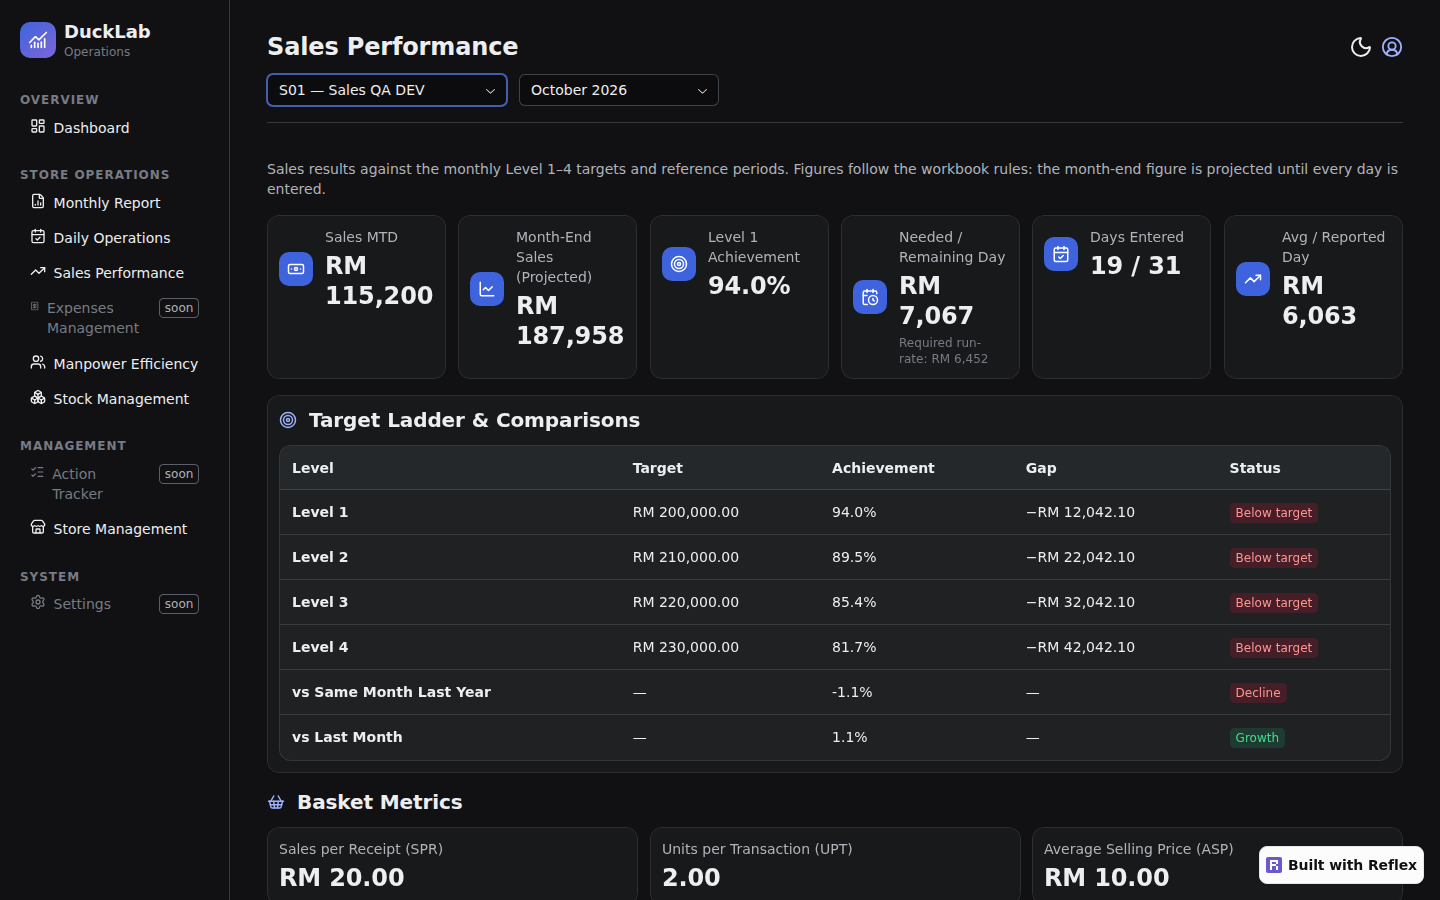 DuckLab
Operations
OVERVIEW
Dashboard
STORE OPERATIONS
Monthly Report
Daily Operations
Sales Performance
Expenses
Management
soon
Manpower Efficiency
Stock Management
MANAGEMENT
Action
Tracker
soon
Store Management
SYSTEM
Settings
soon
Sales Performance
S01 — Sales QA DEV
October 2026
Sales results against the monthly Level 1–4 targets and reference periods. Figures follow the workbook rules: the month-end figure is projected until every day is
entered.
Sales MTD
RM
115,200
Month-End
Sales
(Projected)
RM
187,958
Level 1
Achievement
94.0%
Needed /
Remaining Day
RM
7,067
Required run-
rate: RM 6,452
Days Entered
19 / 31
Avg / Reported
Day
RM
6,063
Target Ladder & Comparisons
Level Target Achievement Gap Status
Level 1 RM 200,000.00 94.0% −RM 12,042.10 Below target
Level 2 RM 210,000.00 89.5% −RM 22,042.10 Below target
Level 3 RM 220,000.00 85.4% −RM 32,042.10 Below target
Level 4 RM 230,000.00 81.7% −RM 42,042.10 Below target
vs Same Month Last Year — -1.1% — Decline
vs Last Month — 1.1% — Growth
Basket Metrics
Sales per Receipt (SPR)
RM 20.00
Units per Transaction (UPT)
2.00
Average Selling Price (ASP)
RM 10.00
Built with Reflex